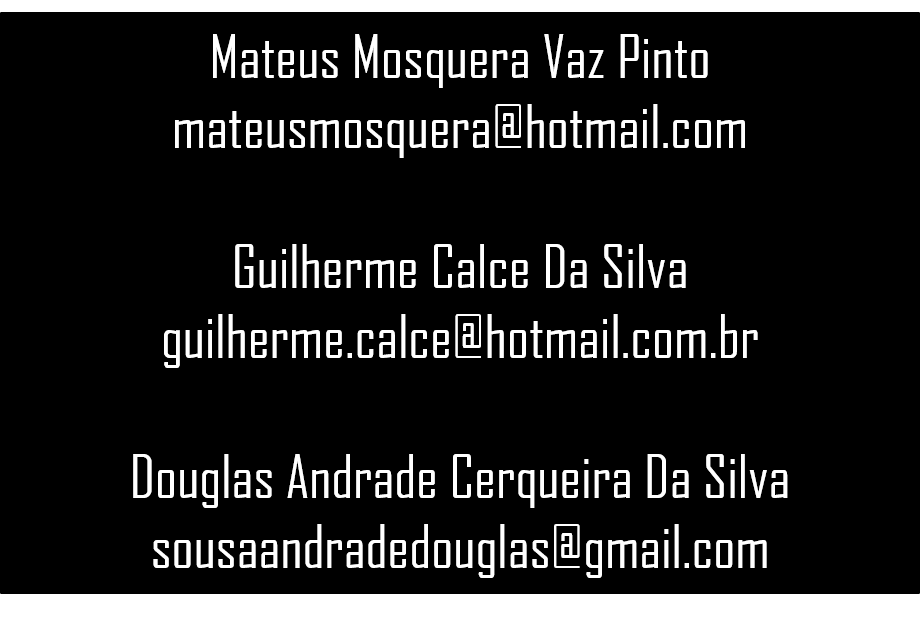 Mateus Mosquera Vaz Pinto
mateusmosquera@hotmail.com
Guilherme Calce Da Silva
guilherme.calce@hotmail.com.br
Douglas Andrade Cerqueira Da Silva
sousaandradedouglas@gmail.com